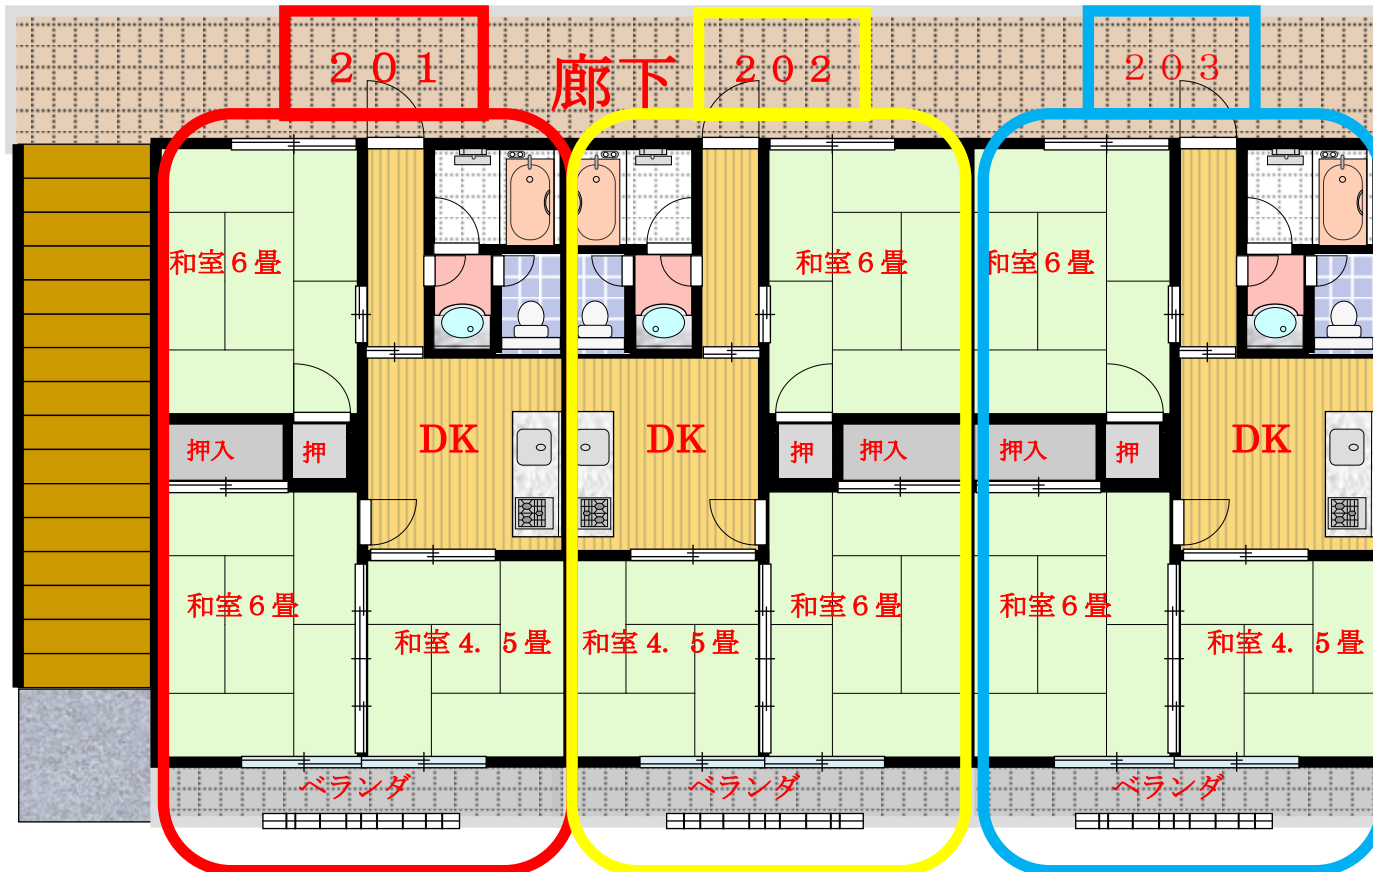 ２０１
廊下
２０２
２０３
和室６畳
和室６畳
和室６畳
押入
押
DK
DK
押
押入
押入
押
DK
和室６畳
和室４．５畳
和室４．５畳
和室６畳
和室６畳
和室４．５畳
ベランダ
ベランダ
ベランダ